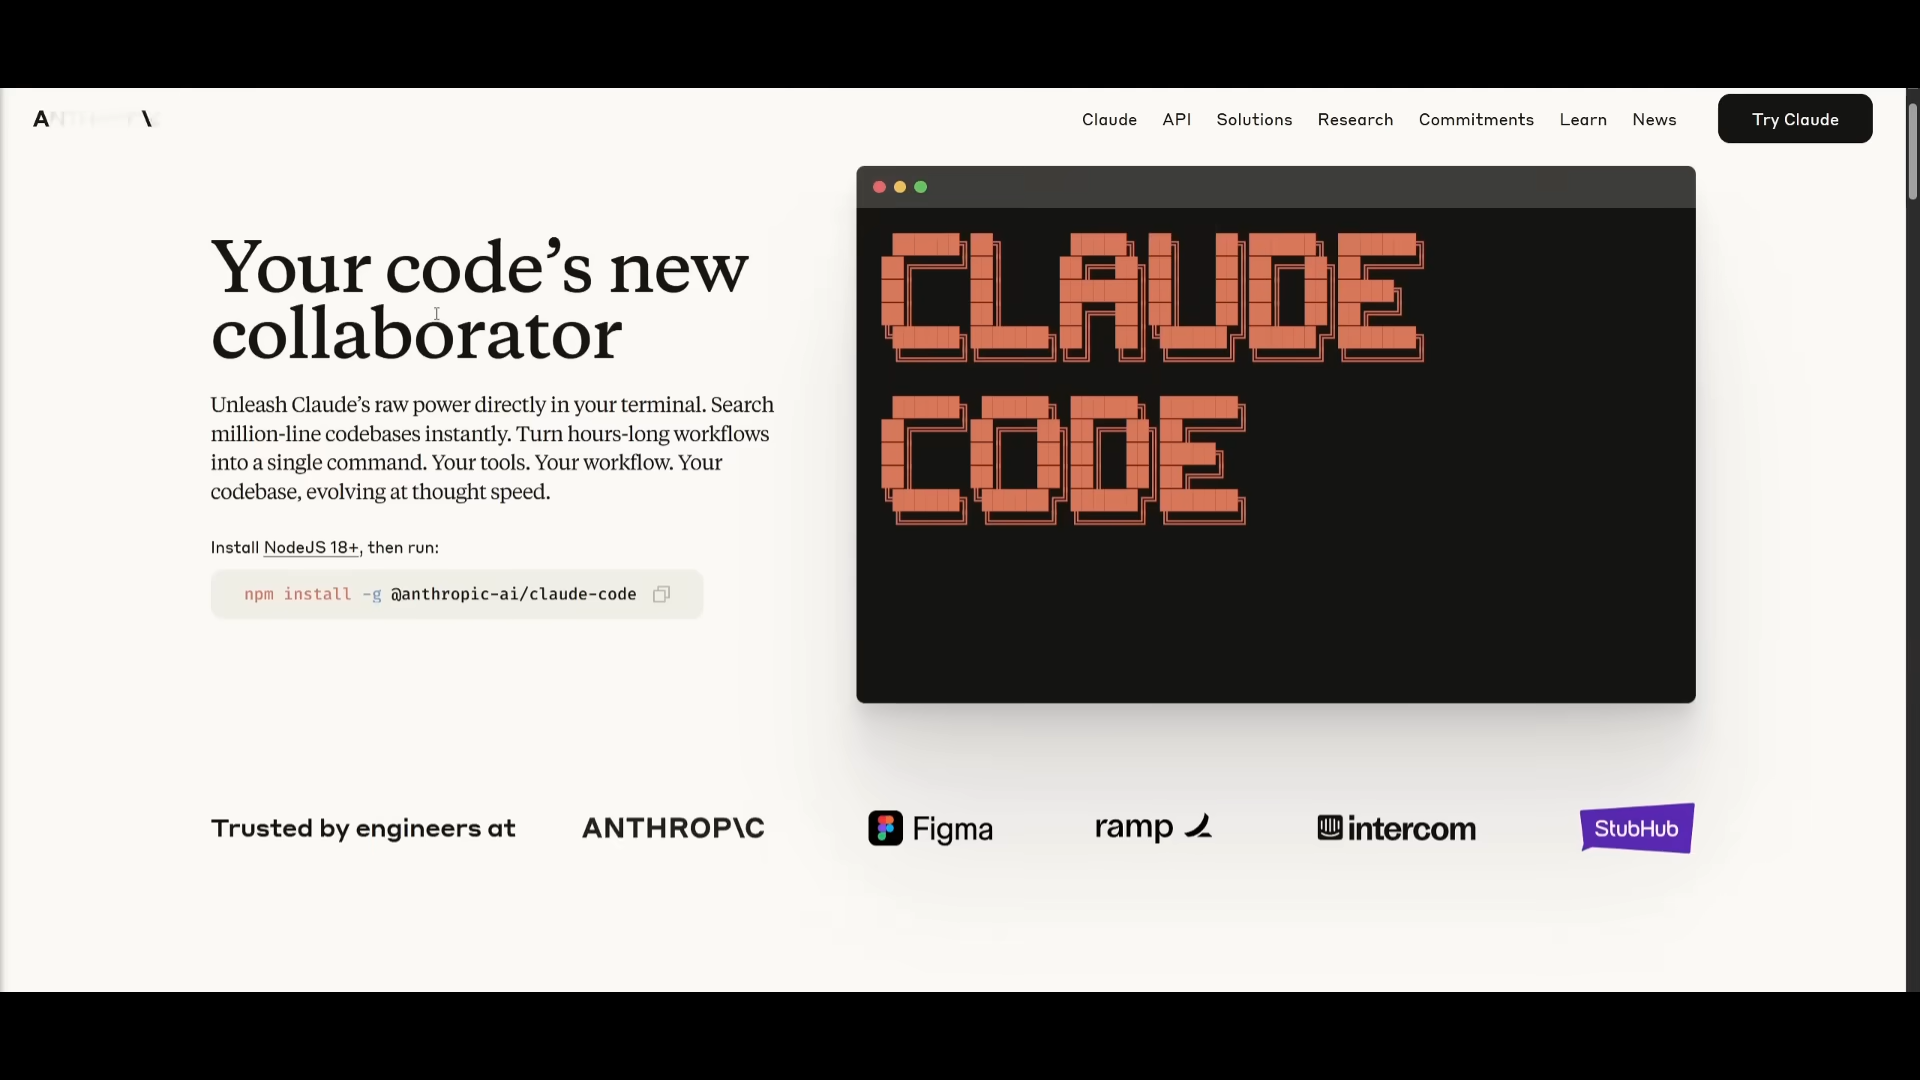 Claude API Solutions Research Commitments Learn News Try Claude
Your code’s new
collaborator
Unleash Claude’s raw power directly in your terminal. Search
million-line codebases instantly. Turn hours-long workflows
into a single command. Your tools. Your workflow. Your
codebase, evolving at thought speed.
Install NodeJS 18+, then run:
npm install -g @anthropic-ai/claude-code
CLAUDE
CODE
Trusted by engineers at
ANTHROP\C
Figma
ramp
intercom
StubHub